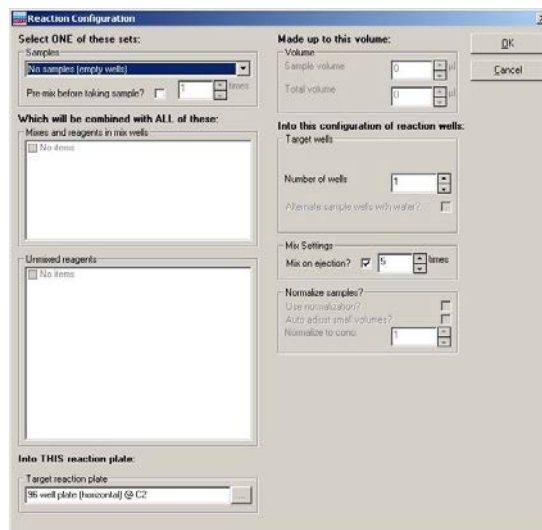 Reaction Configuration
Select ONE of these sets:
Samples
No samples (empty wells)
Pre-mix before taking sample?
1
times
Which will be combined with ALL of these:
Mixes and reagents in mix wells
No items
Unmixed reagents
No items
Into THIS reaction plate:
Target reaction plate
96 well plate (horizontal) @ C2
...
Made up to this volume:
Volume
Sample volume
0
µl
Total volume
0
µl
Into this configuration of reaction wells:
Target wells
Number of wells
1
Alternate sample wells with water?
Mix Settings
Mix on ejection?
5
times
Normalize samples?
Use normalization?
Auto adjust small volumes?
Normalize to conc.
1
OK
Cancel